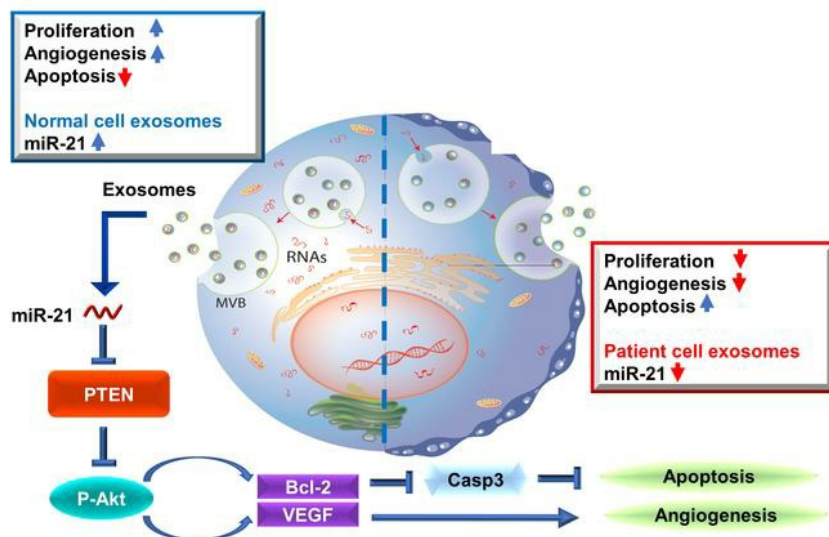 Proliferation
Angiogenesis
Apoptosis
Normal cell exosomes
miR-21
Exosomes
RNAs
MVB
miR-21
PTEN
P-Akt
Bcl-2
VEGF
Casp3
Apoptosis
Angiogenesis
Proliferation
Angiogenesis
Apoptosis
Patient cell exosomes
miR-21